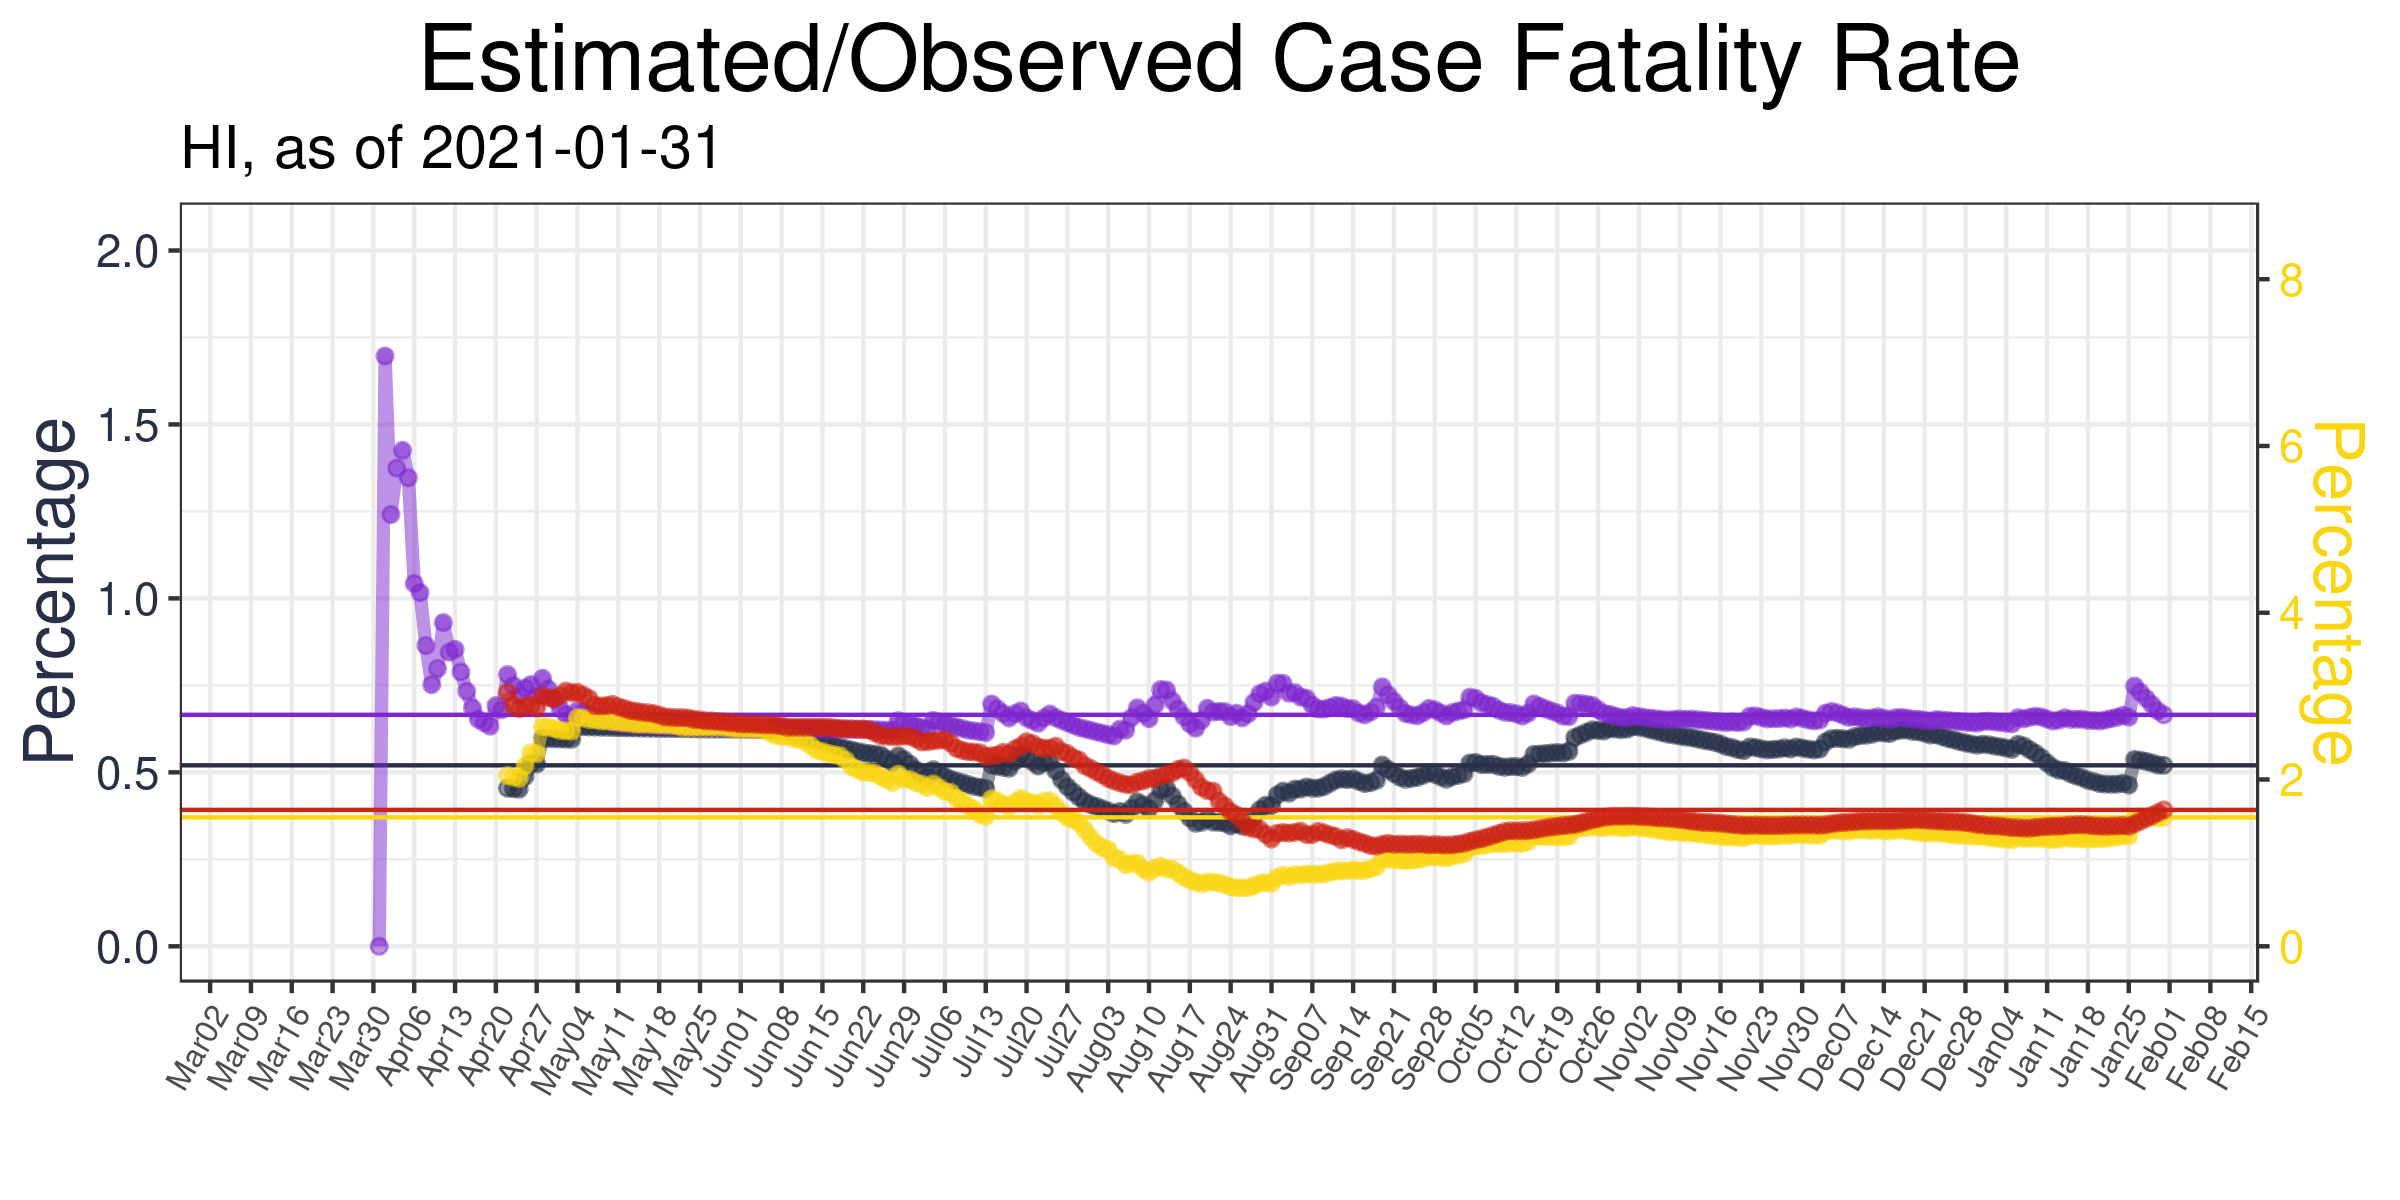 Estimated/Observed Case Fatality Rate
HI, as of 2021-01-31
Percentage
2.0
1.5
1.0
0.5
0.0
8
6
4
2
0
Percentage
Mar02
Mar09
Mar16
Mar23
Mar30
Apr06
Apr13
Apr20
Apr27
May04
May11
May18
May25
Jun01
Jun08
Jun15
Jun22
Jun29
Jul06
Jul13
Jul20
Jul27
Aug03
Aug10
Aug17
Aug24
Aug31
Sep07
Sep14
Sep21
Sep28
Oct05
Oct12
Oct19
Oct26
Nov02
Nov09
Nov16
Nov23
Nov30
Dec07
Dec14
Dec21
Dec28
Jan04
Jan11
Jan18
Jan25
Feb01
Feb08
Feb15